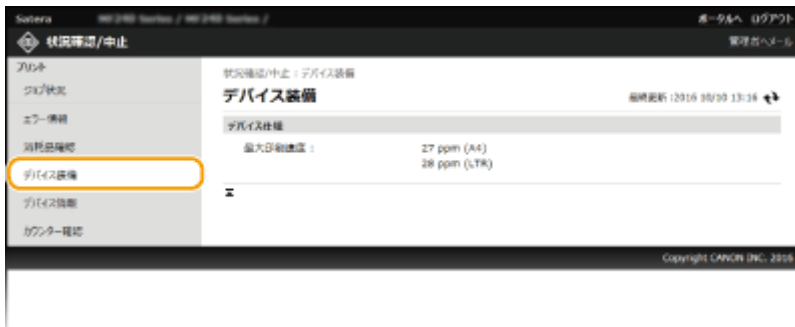 Satera MF240 Series / MF240 Series /
ポータルへ ログアウト
状況確認/中止
管理者へメール
プリント
ジョブ状況
エラー情報
消耗品確認
デバイス装備
デバイス情報
カウンター確認
状況確認/中止 : デバイス装備
デバイス装備
最終更新 :2016 10/10 13:16
デバイス仕様
最大印刷速度 :
27 ppm (A4)
28 ppm (LTR)
Copyright CANON INC. 2016